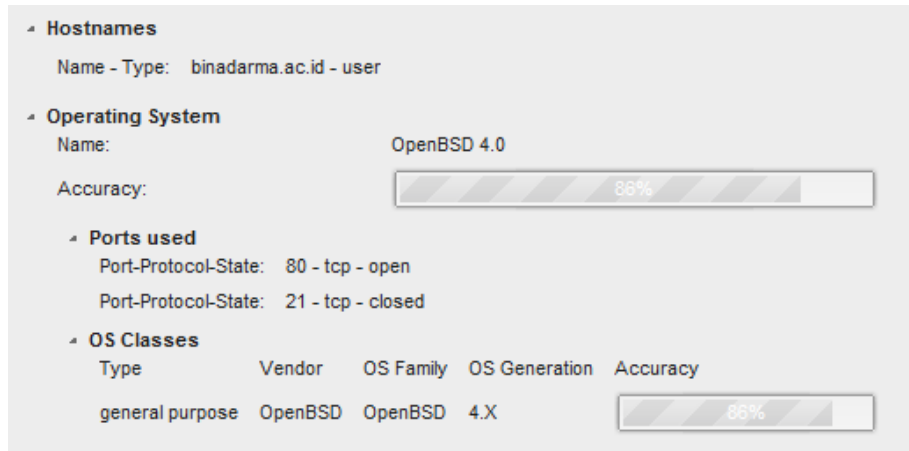 Hostnames
Name - Type: binadarma.ac.id - user
Operating System
Name: OpenBSD 4.0
Accuracy: 86%
Ports used
Port-Protocol-State: 80 - tcp - open
Port-Protocol-State: 21 - tcp - closed
OS Classes
Type Vendor OS Family OS Generation Accuracy
general purpose OpenBSD OpenBSD 4.X 86%